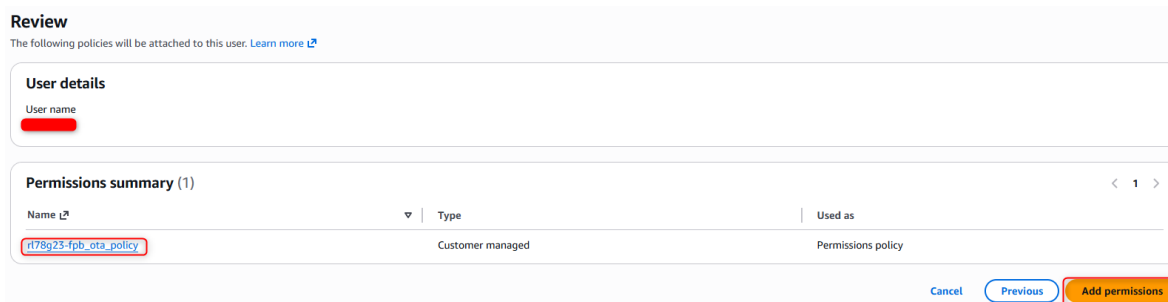 Review
The following policies will be attached to this user. Learn more
User details
User name
Permissions summary (1)
< 1 >
Name Type Used as
rl78g23-fpb_ota_policy Customer managed Permissions policy
Cancel Previous Add permissions